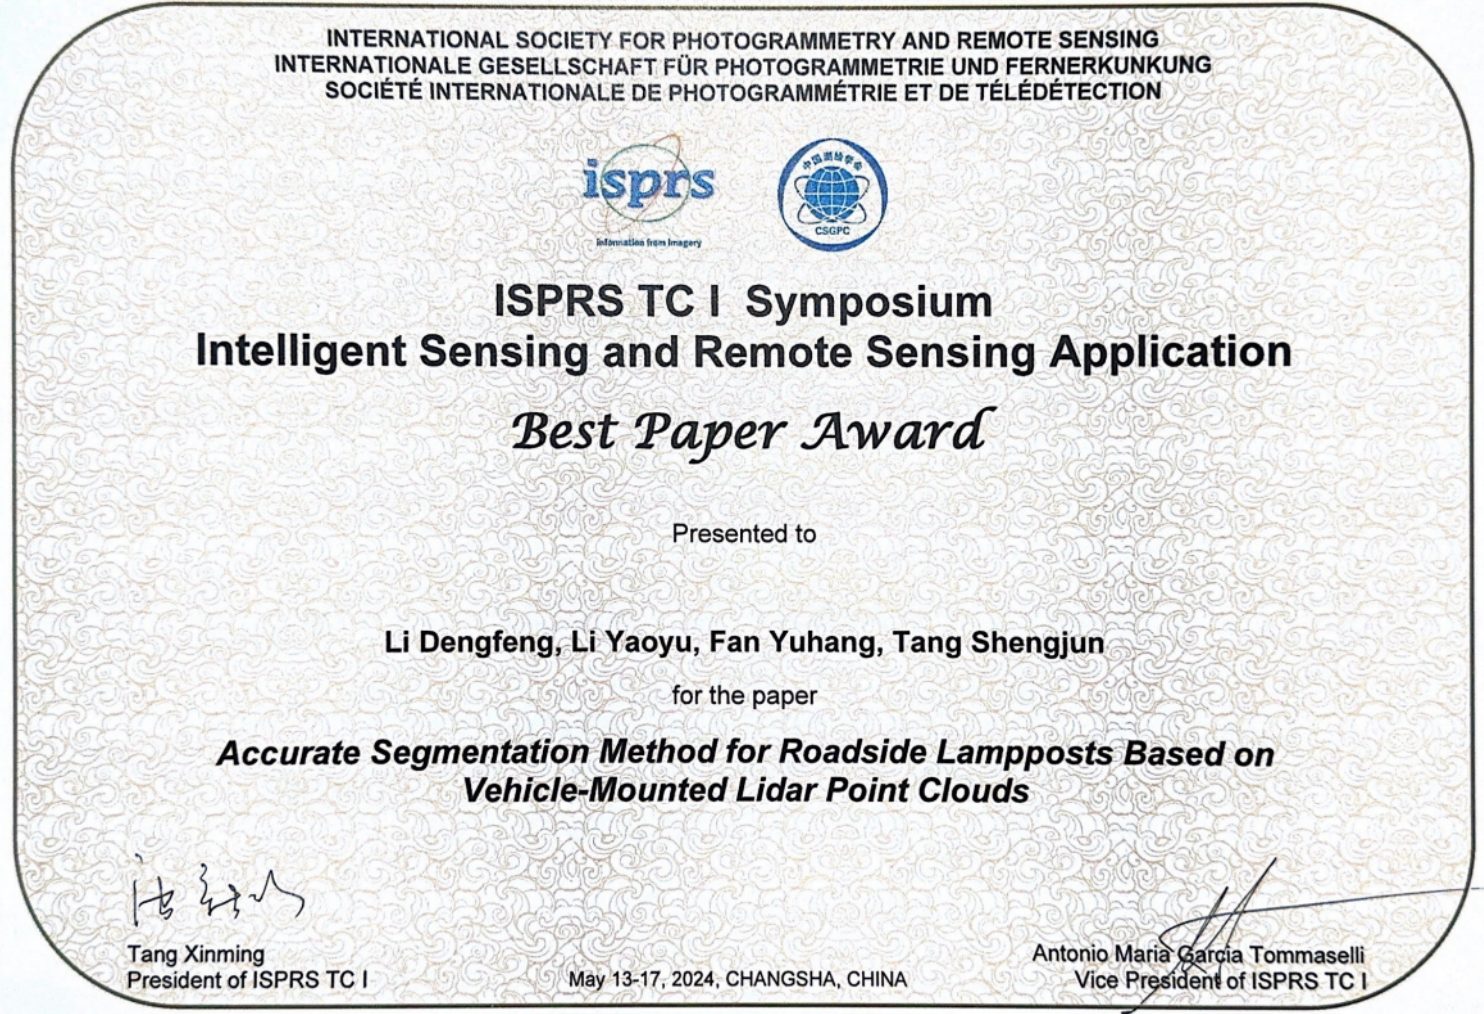 INTERNATIONAL SOCIETY FOR PHOTOGRAMMETRY AND REMOTE SENSING
INTERNATIONALE GESELLSCHAFT FÜR PHOTOGRAMMETRIE UND FERNERKUNKUNG
SOCIÉTÉ INTERNATIONALE DE PHOTOGRAMMÉTRIE ET DE TÉLÉDÉTECTION
isprs
information from imagery
中国测绘学会
CSGPC
ISPRS TC I Symposium
Intelligent Sensing and Remote Sensing Application
Best Paper Award
Presented to
Li Dengfeng, Li Yaoyu, Fan Yuhang, Tang Shengjun
for the paper
Accurate Segmentation Method for Roadside Lampposts Based on
Vehicle-Mounted Lidar Point Clouds
Tang Xinming
President of ISPRS TC I
May 13-17, 2024, CHANGSHA, CHINA
Antonio Maria Garcia Tommaselli
Vice President of ISPRS TC I